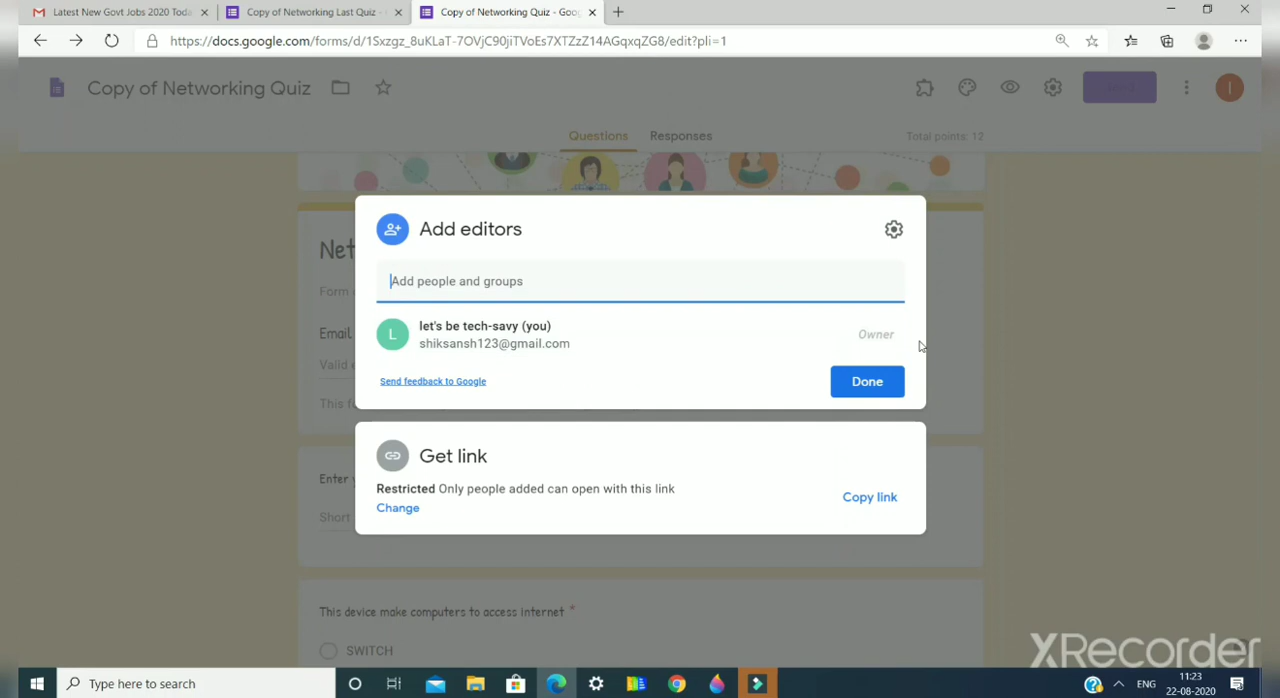 Latest New Govt Jobs 2020 Toda
Copy of Networking Last Quiz -
Copy of Networking Quiz - Goo
https://docs.google.com/forms/d/1Sxzgz_8uKLaT-7OVjC90jiTVoEs7XTZzZ14AGqxqZG8/edit?pli=1
Copy of Networking Quiz
Send
Questions
Responses
Total points: 12
Net
Add editors
Add people and groups
Form
Email
let's be tech-savy (you)
shiksansh123@gmail.com
Owner
Valid e
Send feedback to Google
Done
This f
Get link
Enter
Restricted Only people added can open with this link
Change
Copy link
Short
This device make computers to access internet *
SWITCH
XRecorder
Type here to search
ENG
11:23
22-08-2020